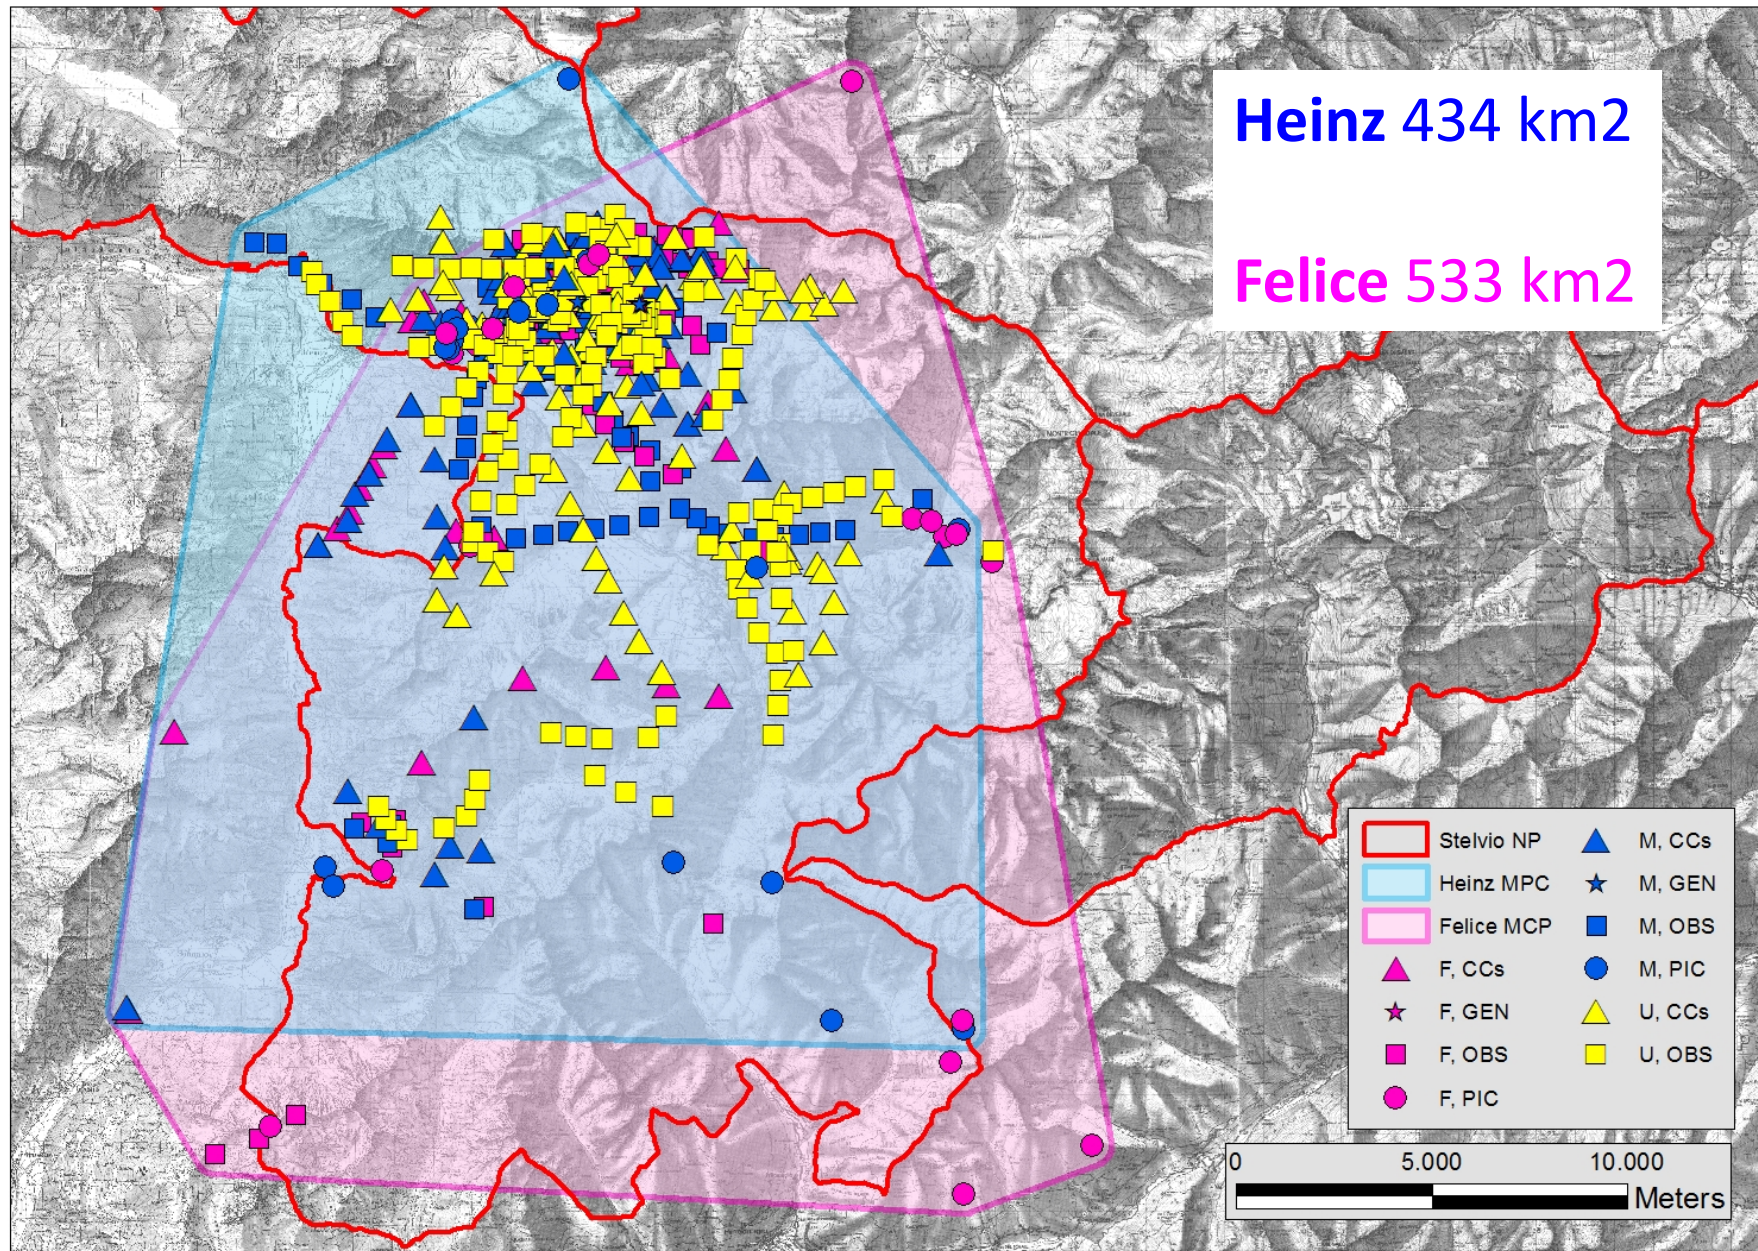 Heinz 434 km2
Felice 533 km2
Stelvio NP
Heinz MPC
Felice MCP
F, CCs
F, GEN
F, OBS
F, PIC
M, CCs
M, GEN
M, OBS
M, PIC
U, CCs
U, OBS
0 5.000 10.000
Meters